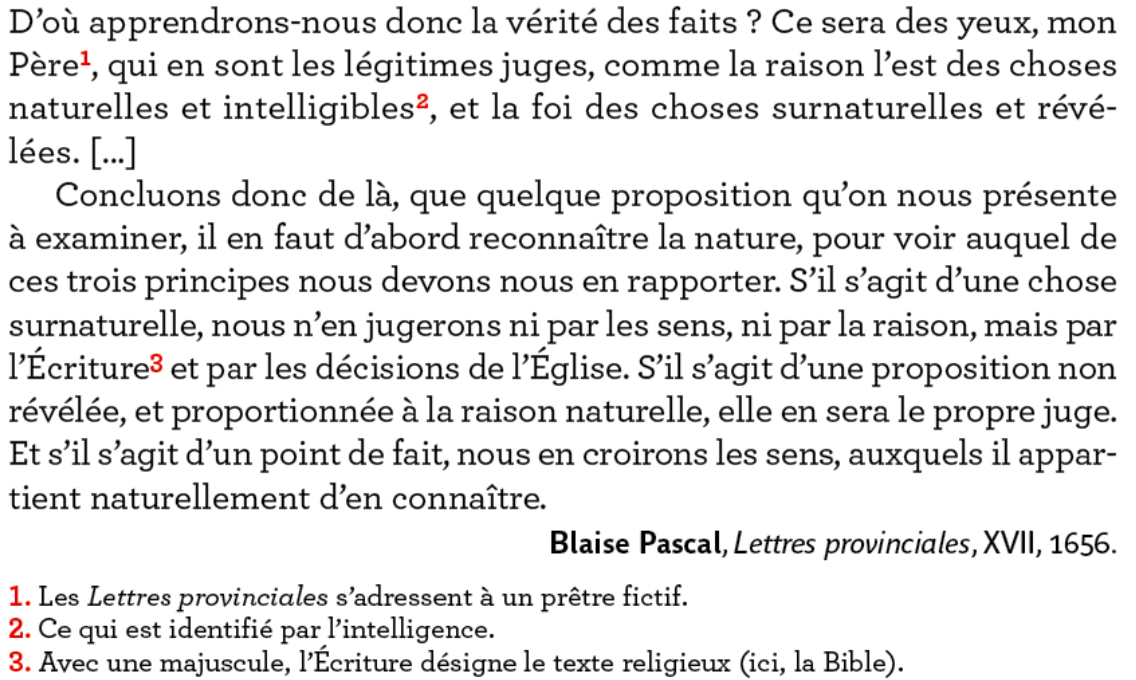 D’où apprendrons-nous donc la vérité des faits ? Ce sera des yeux, mon
Père¹, qui en sont les légitimes juges, comme la raison l’est des choses
naturelles et intelligibles², et la foi des choses surnaturelles et révé-
lées. [...]
Concluons donc de là, que quelque proposition qu’on nous présente
à examiner, il en faut d’abord reconnaître la nature, pour voir auquel de
ces trois principes nous devons nous en rapporter. S’il s’agit d’une chose
surnaturelle, nous n’en jugerons ni par les sens, ni par la raison, mais par
l’Écriture³ et par les décisions de l’Église. S’il s’agit d’une proposition non
révélée, et proportionnée à la raison naturelle, elle en sera le propre juge.
Et s’il s’agit d’un point de fait, nous en croirons les sens, auxquels il appar-
tient naturellement d’en connaître.
Blaise Pascal, Lettres provinciales, XVII, 1656.
1. Les Lettres provinciales s’adressent à un prêtre fictif.
2. Ce qui est identifié par l’intelligence.
3. Avec une majuscule, l’Écriture désigne le texte religieux (ici, la Bible).